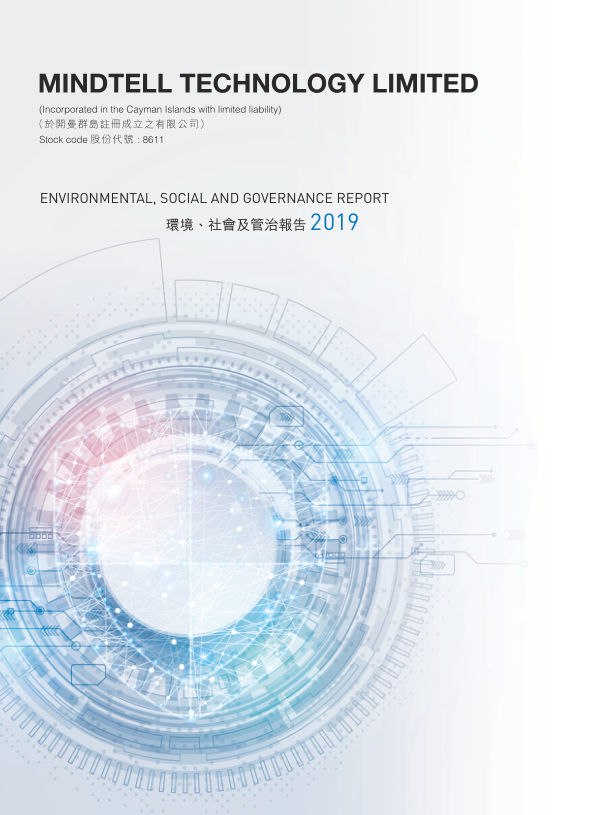 MINDTELL TECHNOLOGY LIMITED
(Incorporated in the Cayman Islands with limited liability)
（於開曼群島註冊成立之有限公司）
Stock code 股份代號 : 8611
ENVIRONMENTAL, SOCIAL AND GOVERNANCE REPORT
環境、社會及管治報告 2019